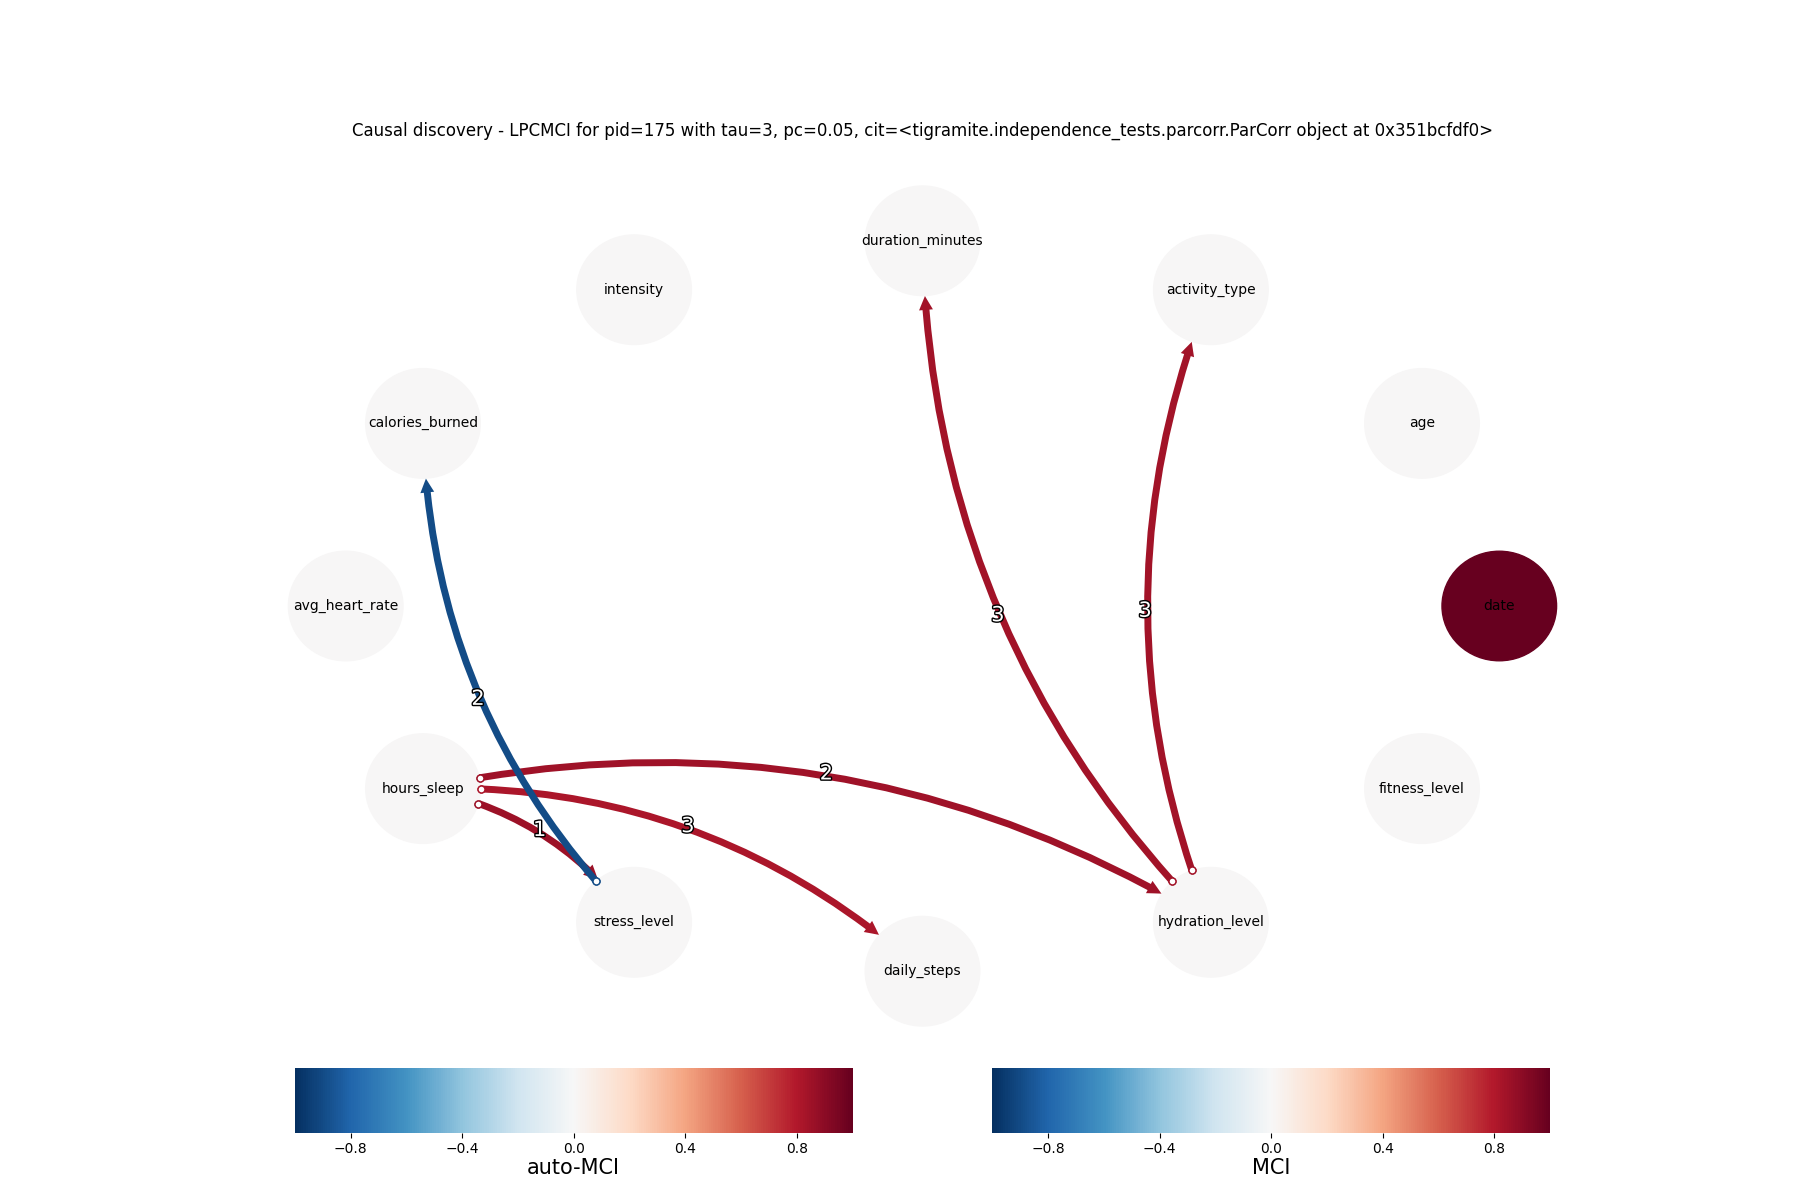 Causal discovery - LPCMCI for pid=175 with tau=3, pc=0.05, cit=<tigramite.independence_tests.parcorr.ParCorr object at 0x351bcfdf0>
duration_minutes
intensity
activity_type
calories_burned
age
avg_heart_rate
date
3
3
2
hours_sleep
fitness_level
2
3
1
stress_level
hydration_level
daily_steps
−0.8 −0.4 0.0 0.4 0.8
auto-MCI
−0.8 −0.4 0.0 0.4 0.8
MCI